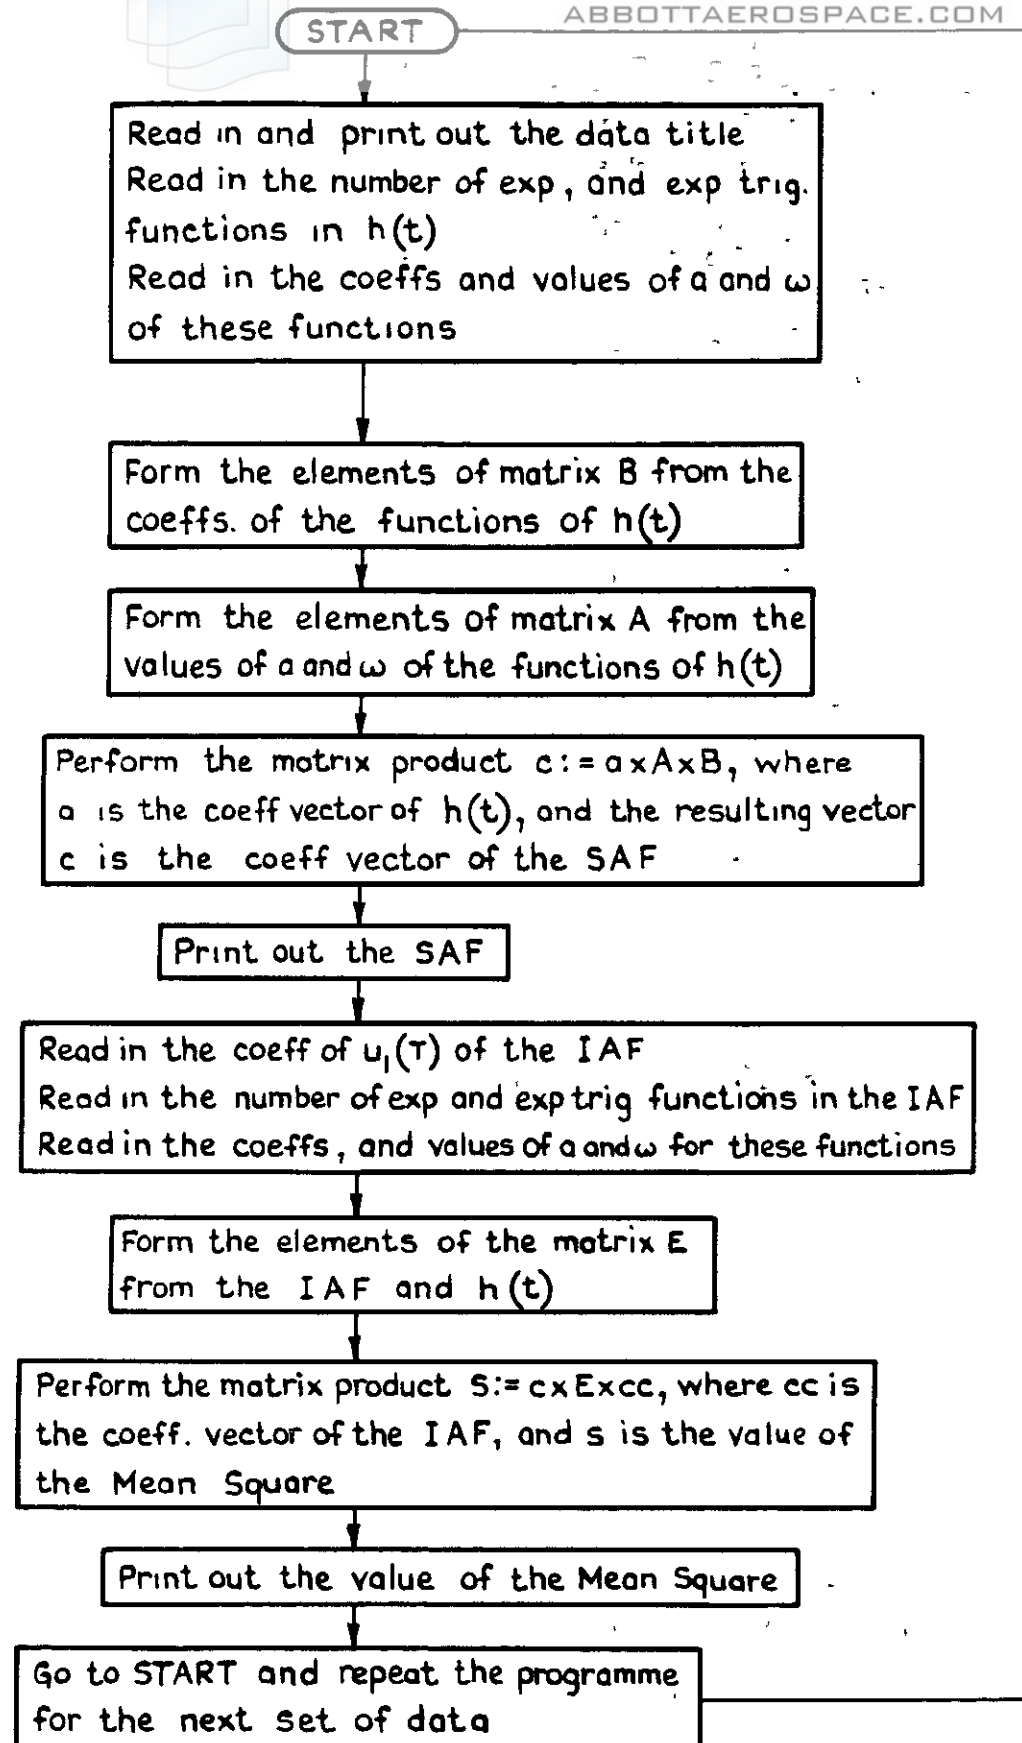 ABBOTTAEROSPACE.COM
START
Read in and print out the data title
Read in the number of exp, and exp trig.
functions in h(t)
Read in the coeffs and values of a and ω
of these functions
Form the elements of matrix B from the
coeffs. of the functions of h(t)
Form the elements of matrix A from the
values of a and ω of the functions of h(t)
Perform the matrix product c := a x A x B, where
a is the coeff vector of h(t), and the resulting vector
c is the coeff vector of the SAF
Print out the SAF
Read in the coeff of u₁(τ) of the IAF
Read in the number of exp and exp trig functions in the IAF
Read in the coeffs, and values of a and ω for these functions
Form the elements of the matrix E
from the IAF and h(t)
Perform the matrix product S:= c x E x cc, where cc is
the coeff. vector of the IAF, and s is the value of
the Mean Square
Print out the value of the Mean Square
Go to START and repeat the programme
for the next set of data